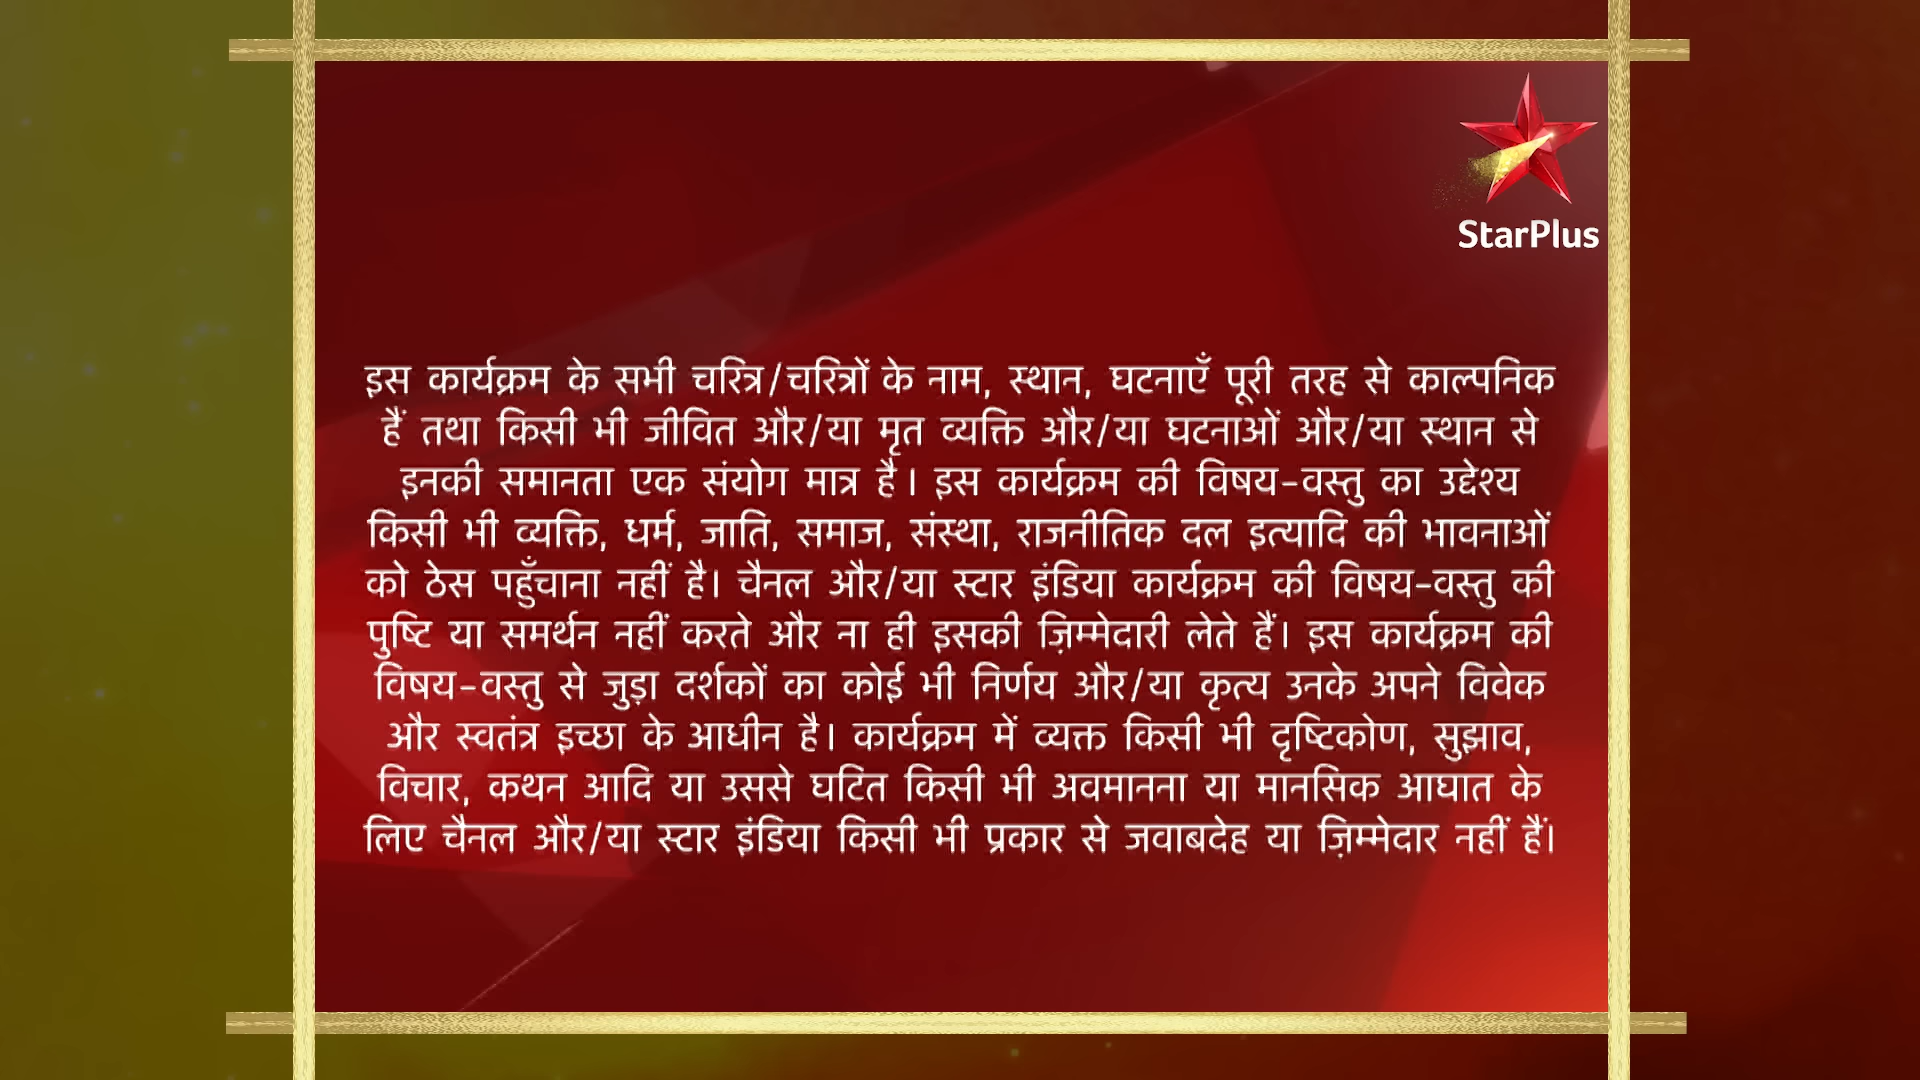 StarPlus
इस कार्यक्रम के सभी चरित्र/चरित्रों के नाम, स्थान, घटनाएँ पूरी तरह से काल्पनिक
हैं तथा किसी भी जीवित और/या मृत व्यक्ति और/या घटनाओं और/या स्थान से
इनकी समानता एक संयोग मात्र है। इस कार्यक्रम की विषय-वस्तु का उद्देश्य
किसी भी व्यक्ति, धर्म, जाति, समाज, संस्था, राजनीतिक दल इत्यादि की भावनाओं
को ठेस पहुँचाना नहीं है। चैनल और/या स्टार इंडिया कार्यक्रम की विषय-वस्तु की
पुष्टि या समर्थन नहीं करते और ना ही इसकी ज़िम्मेदारी लेते हैं। इस कार्यक्रम की
विषय-वस्तु से जुड़ा दर्शकों का कोई भी निर्णय और/या कृत्य उनके अपने विवेक
और स्वतंत्र इच्छा के आधीन है। कार्यक्रम में व्यक्त किसी भी दृष्टिकोण, सुझाव,
विचार, कथन आदि या उससे घटित किसी भी अवमानना या मानसिक आघात के
लिए चैनल और/या स्टार इंडिया किसी भी प्रकार से जवाबदेह या ज़िम्मेदार नहीं हैं।